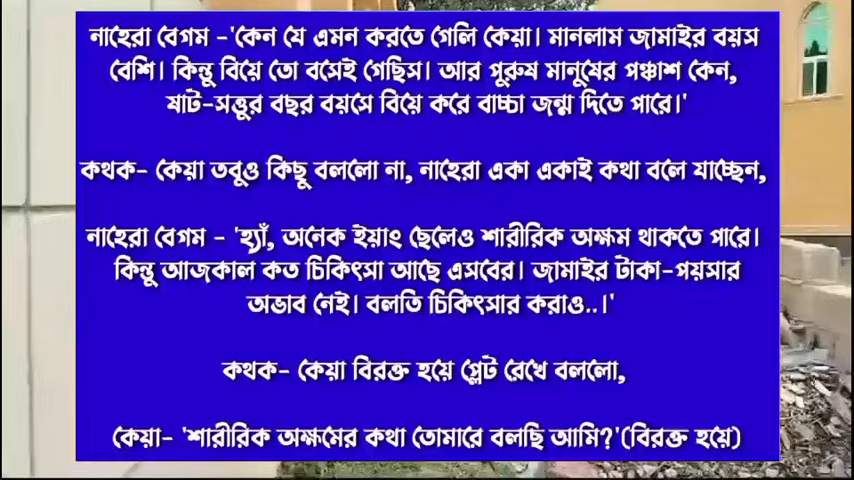 নাহেরা বেগম -'কেন যে এমন করতে গেলি কেয়া। মানলাম জামাইর বয়স
বেশি। কিন্তু বিয়ে তো বসেই গেছিস। আর পুরুষ মানুষের পঞ্চাশ কেন,
ষাট-সত্তুর বছর বয়সে বিয়ে করে বাচ্চা জন্ম দিতে পারে।'
কথক- কেয়া তবুও কিছু বললো না, নাহেরা একা একাই কথা বলে যাচ্ছেন,
নাহেরা বেগম - 'হ্যাঁ, অনেক ইয়াং ছেলেও শারীরিক অক্ষম থাকতে পারে।
কিন্তু আজকাল কত চিকিৎসা আছে এসবের। জামাইর টাকা-পয়সার
অভাব নেই। বলতি চিকিৎসার করাও..।'
কথক- কেয়া বিরক্ত হয়ে প্লেট রেখে বললো,
কেয়া- 'শারীরিক অক্ষমের কথা তোমারে বলছি আমি?'(বিরক্ত হয়ে)